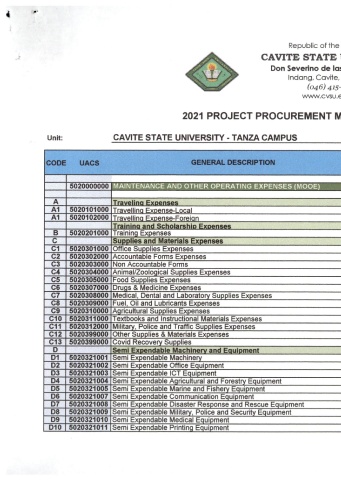 Republic of the
CAVITE STATE
Don Severino de las
Indang, Cavite,
(046) 415-
www.cvsu.e
2021 PROJECT PROCUREMENT M
Unit: CAVITE STATE UNIVERSITY - TANZA CAMPUS
CODE UACS GENERAL DESCRIPTION
5020000000 MAINTENANCE AND OTHER OPERATING EXPENSES (MOOE)
A Traveling Expenses
A1 5020101000 Travelling Expense-Local
A1 5020102000 Travelling Expense-Foreign
Training and Scholarship Expenses
B 5020201000 Training Expenses
C Supplies and Materials Expenses
C1 5020301000 Office Supplies Expenses
C2 5020302000 Accountable Forms Expenses
C3 5020303000 Non Accountable Forms
C4 5020304000 Animal/Zoological Supplies Expenses
C5 5020305000 Food Supplies Expenses
C6 5020307000 Drugs & Medicine Expenses
C7 5020308000 Medical, Dental and Laboratory Supplies Expenses
C8 5020309000 Fuel, Oil and Lubricants Expenses
C9 5020310000 Agricultural Supplies Expenses
C10 5020311000 Textbooks and Instructional Materials Expenses
C11 5020312000 Military, Police and Traffic Supplies Expenses
C12 5020399000 Other Supplies & Materials Expenses
C13 5020399000 Covid Recovery Supplies
D Semi Expendable Machinery and Equipment
D1 5020321001 Semi Expendable Machinery
D2 5020321002 Semi Expendable Office Equipment
D3 5020321003 Semi Expendable ICT Equipment
D4 5020321004 Semi Expendable Agricultural and Forestry Equipment
D5 5020321005 Semi Expendable Marine and Fishery Equipment
D6 5020321007 Semi Expendable Communication Equipment
D7 5020321008 Semi Expendable Disaster Response and Rescue Equipment
D8 5020321009 Semi Expendable Military, Police and Security Equipment
D9 5020321010 Semi Expendable Medical Equipment
D10 5020321011 Semi Expendable Printing Equipment